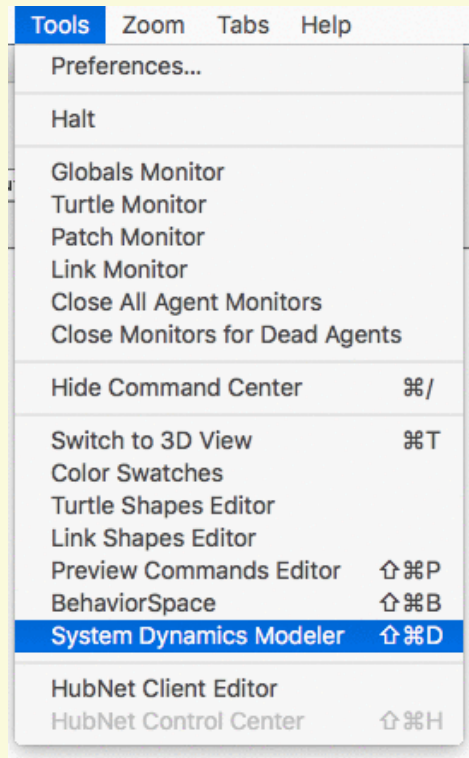 Tools Zoom Tabs Help
Preferences...
Halt
Globals Monitor
Turtle Monitor
Patch Monitor
Link Monitor
Close All Agent Monitors
Close Monitors for Dead Agents
Hide Command Center ⌘/
Switch to 3D View ⌘T
Color Swatches
Turtle Shapes Editor
Link Shapes Editor
Preview Commands Editor ⇧⌘P
BehaviorSpace ⇧⌘B
System Dynamics Modeler ⇧⌘D
HubNet Client Editor
HubNet Control Center ⇧⌘H